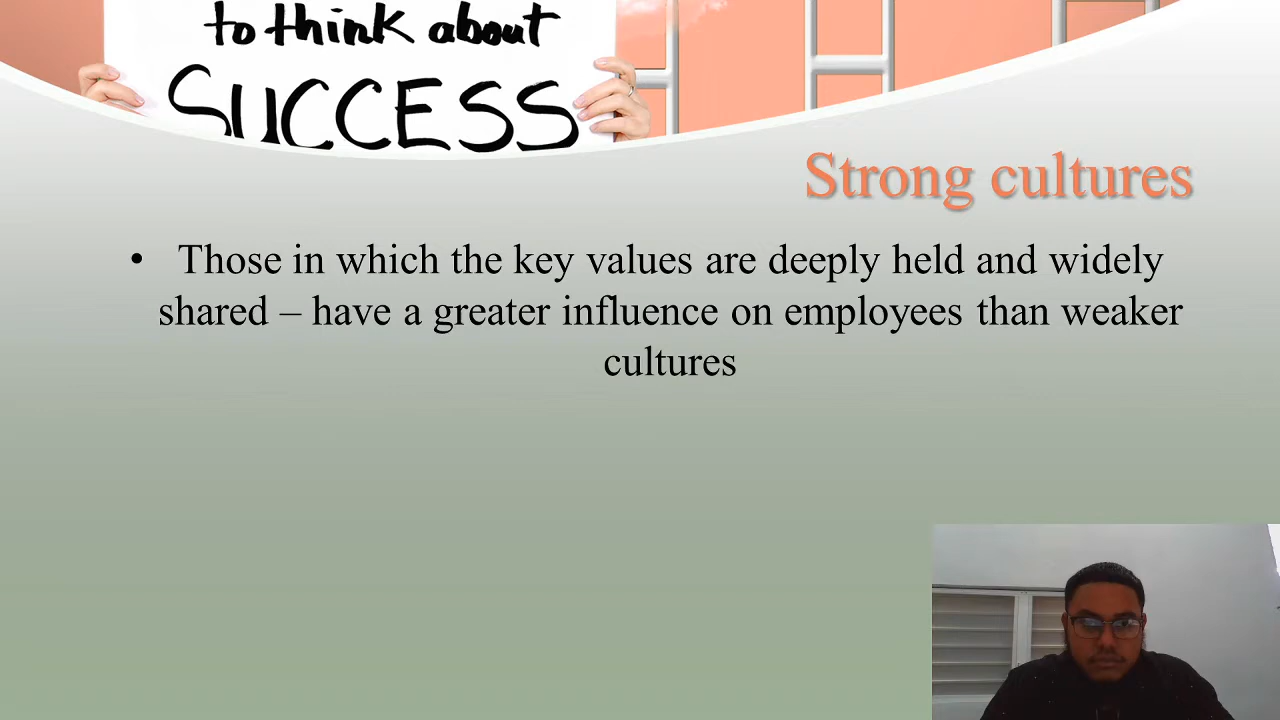 to think about
SUCCESS
Strong cultures
• Those in which the key values are deeply held and widely
shared – have a greater influence on employees than weaker
cultures